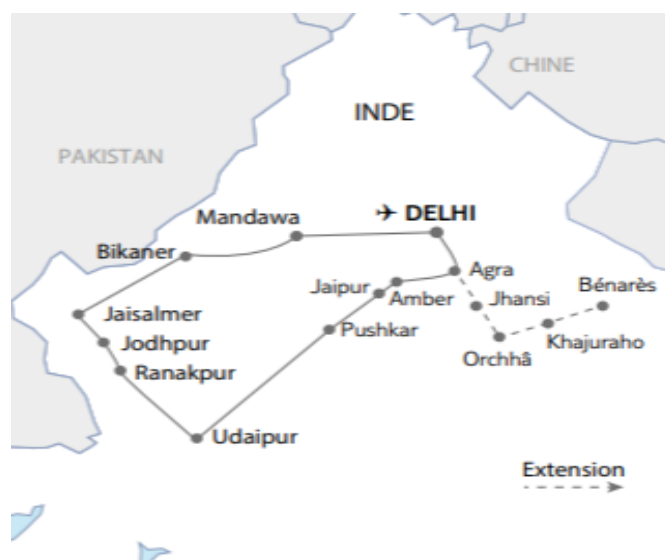 CHINE
INDE
PAKISTAN
DELHI
Mandawa
Bikaner
Agra
Jaipur
Amber
Bénarès
Jhansi
Jaisalmer
Pushkar
Khajuraho
Jodhpur
Orchhâ
Ranakpur
Udaipur
Extension